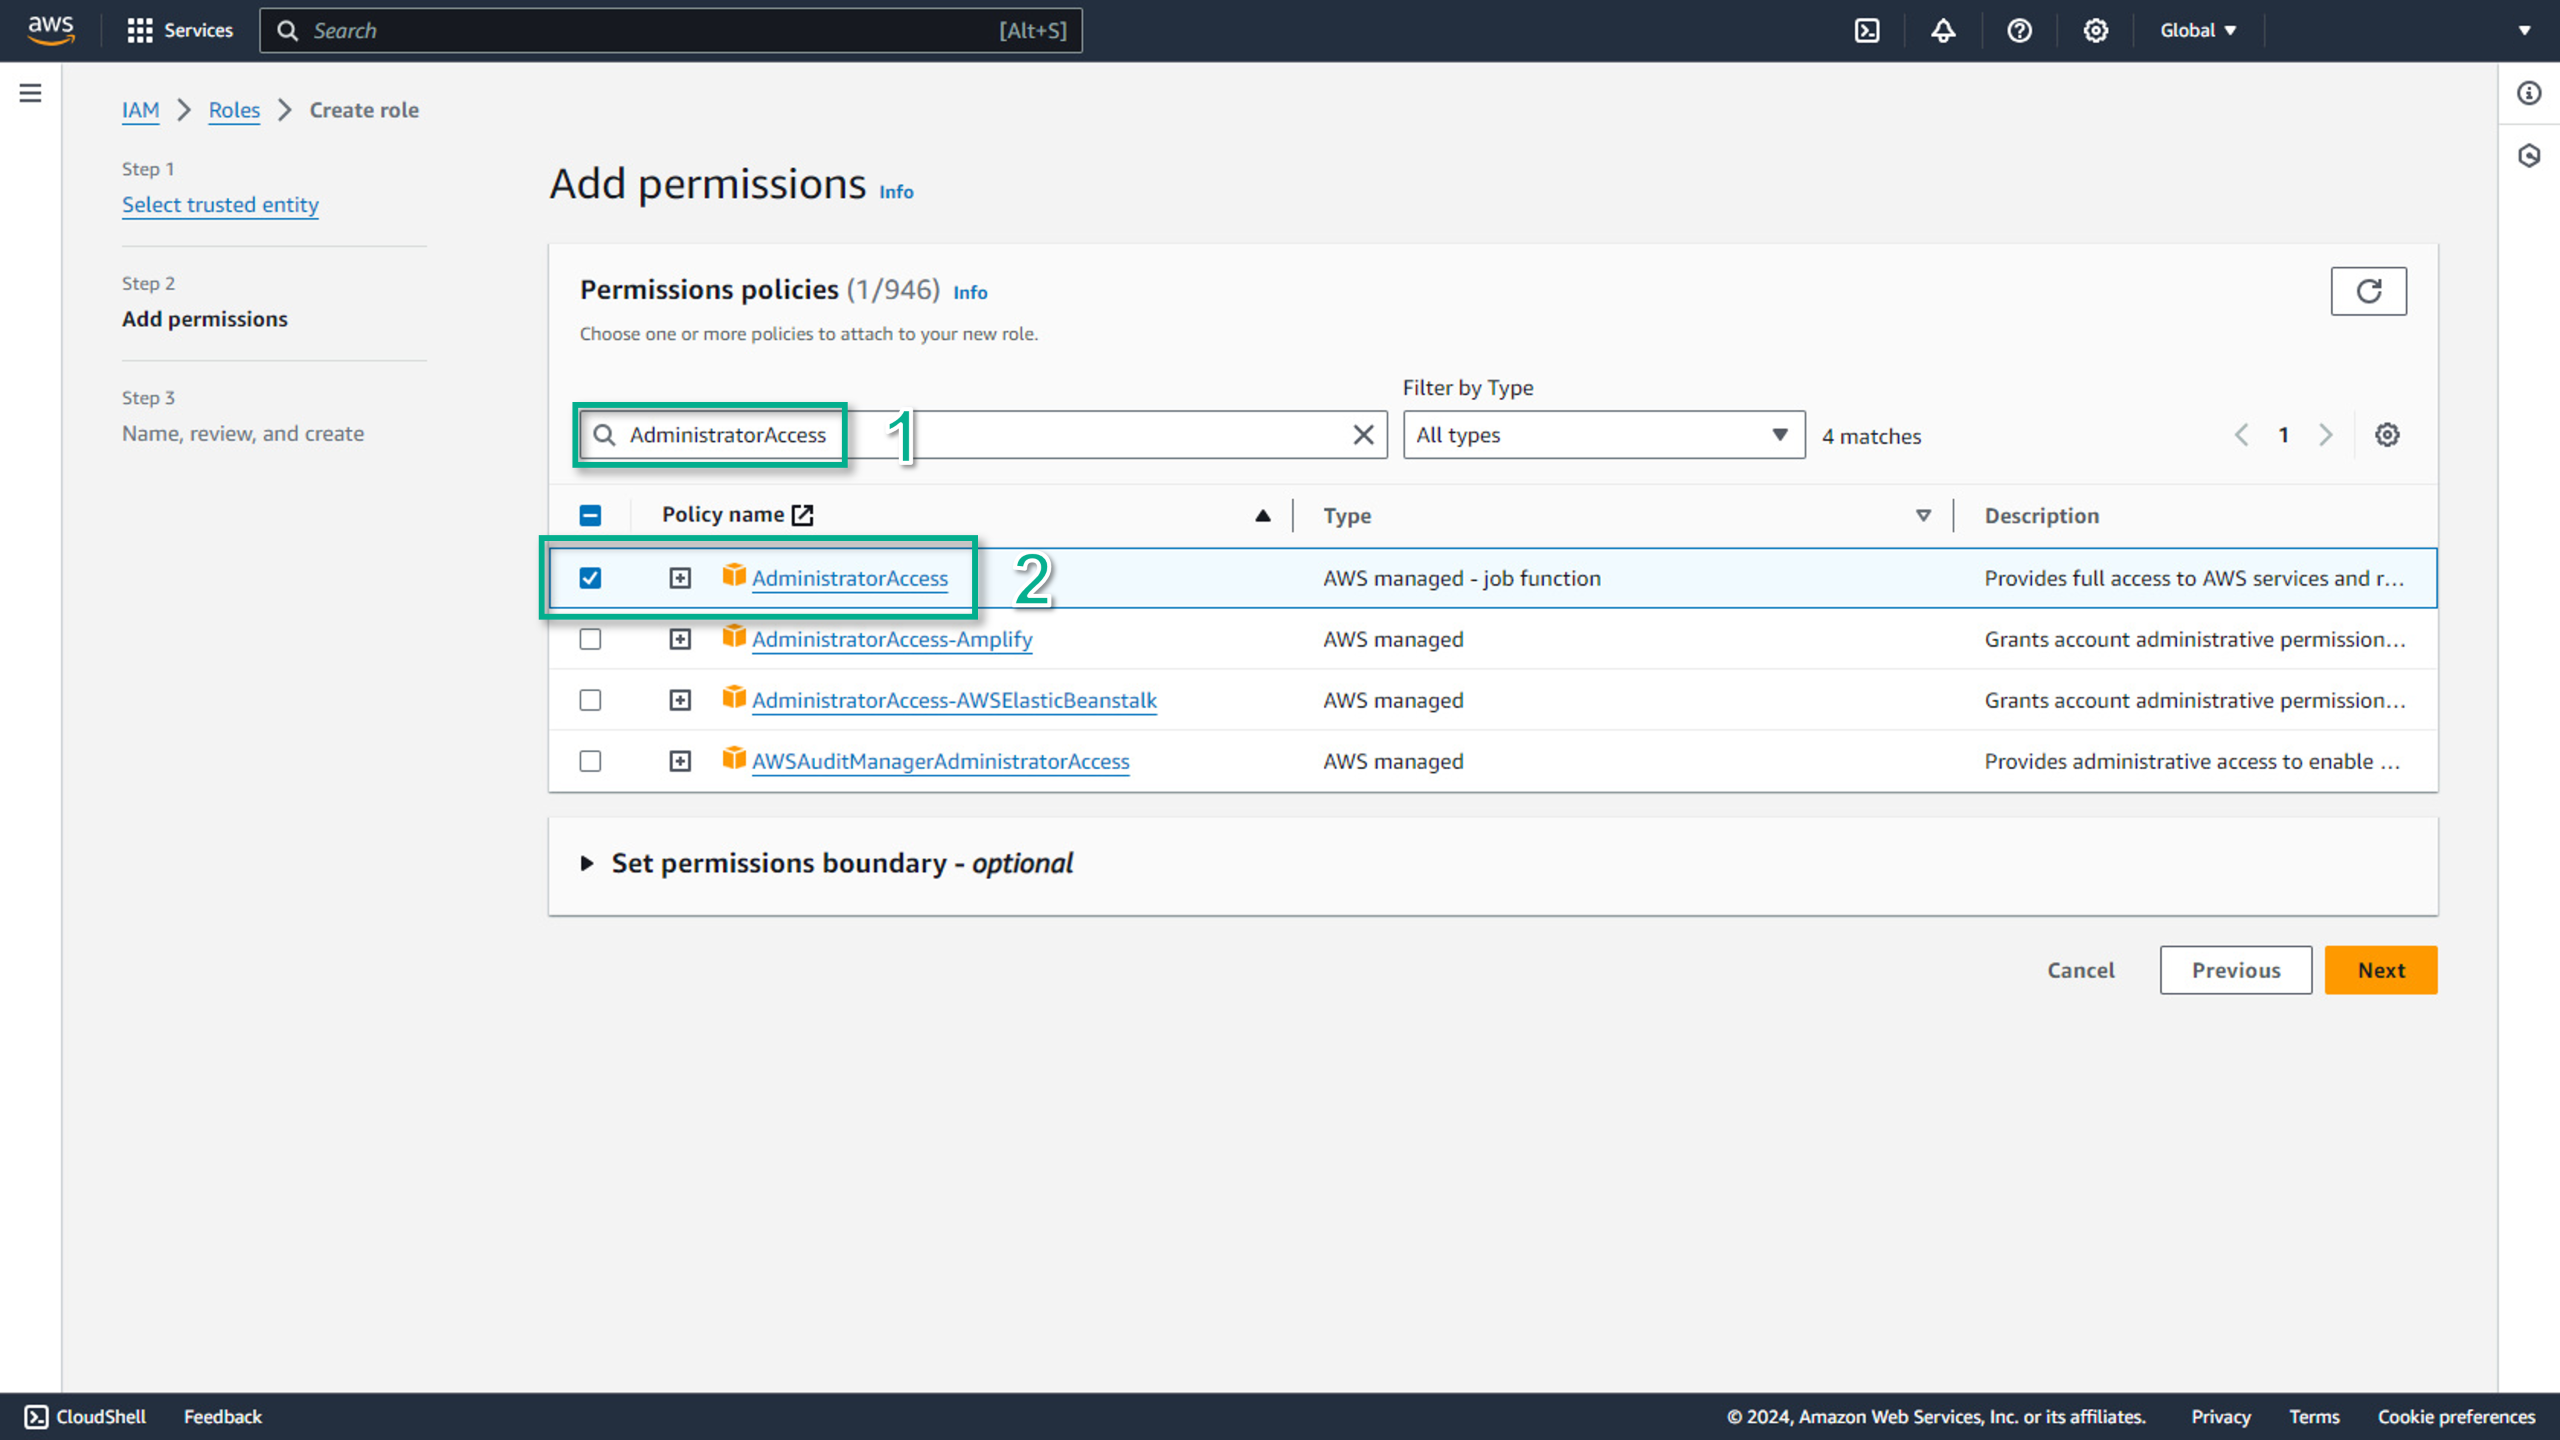 aws
Services
Search
[Alt+S]
Global
IAM > Roles > Create role
Step 1
Select trusted entity
Step 2
Add permissions
Step 3
Name, review, and create
Add permissions Info
Permissions policies (1/946) Info
Choose one or more policies to attach to your new role.
Filter by Type
AdministratorAccess
1
All types
4 matches
1
Policy name
Type
Description
AdministratorAccess
2
AWS managed - job function
Provides full access to AWS services and r...
AdministratorAccess-Amplify
AWS managed
Grants account administrative permission...
AdministratorAccess-AWSElasticBeanstalk
AWS managed
Grants account administrative permission...
AWSAuditManagerAdministratorAccess
AWS managed
Provides administrative access to enable ...
Set permissions boundary - optional
Cancel
Previous
Next
CloudShell
Feedback
© 2024, Amazon Web Services, Inc. or its affiliates.
Privacy
Terms
Cookie preferences